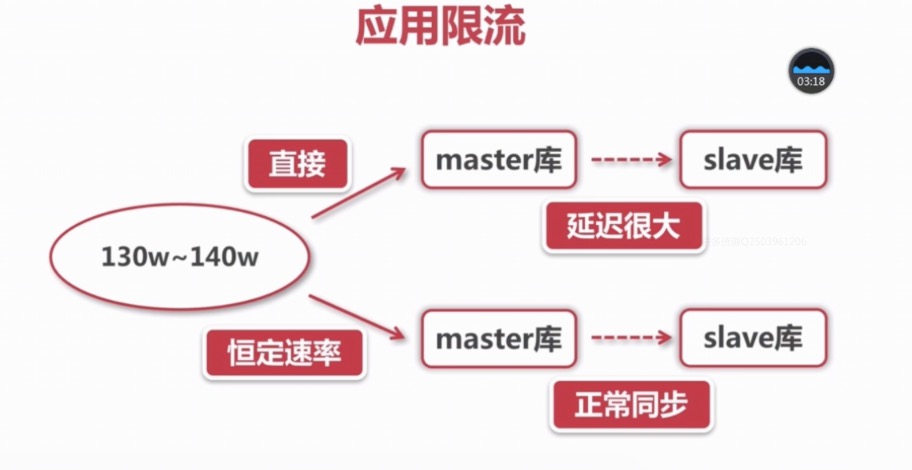 应用限流
03:18
直接
master库
slave库
延迟很大
130w~140w
恒定速率
master库
slave库
正常同步